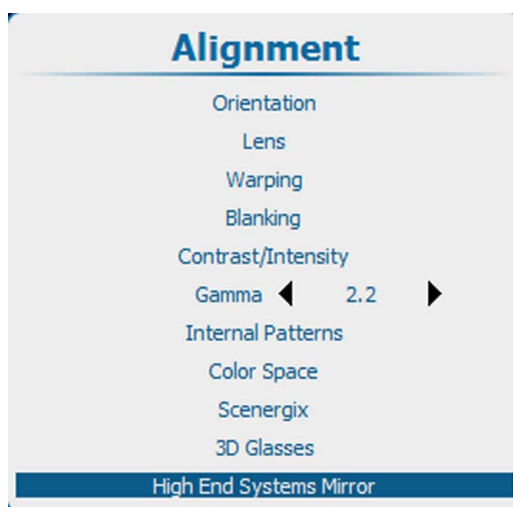 Alignment
Orientation
Lens
Warping
Blanking
Contrast/Intensity
Gamma 2.2
Internal Patterns
Color Space
Scenergix
3D Glasses
High End Systems Mirror